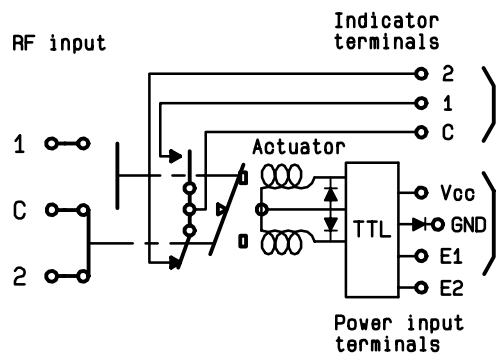 Indicator
terminals
RF input
2
1
C
Actuator
1
C
2
TTL
Vcc
GND
E1
E2
Power input
terminals